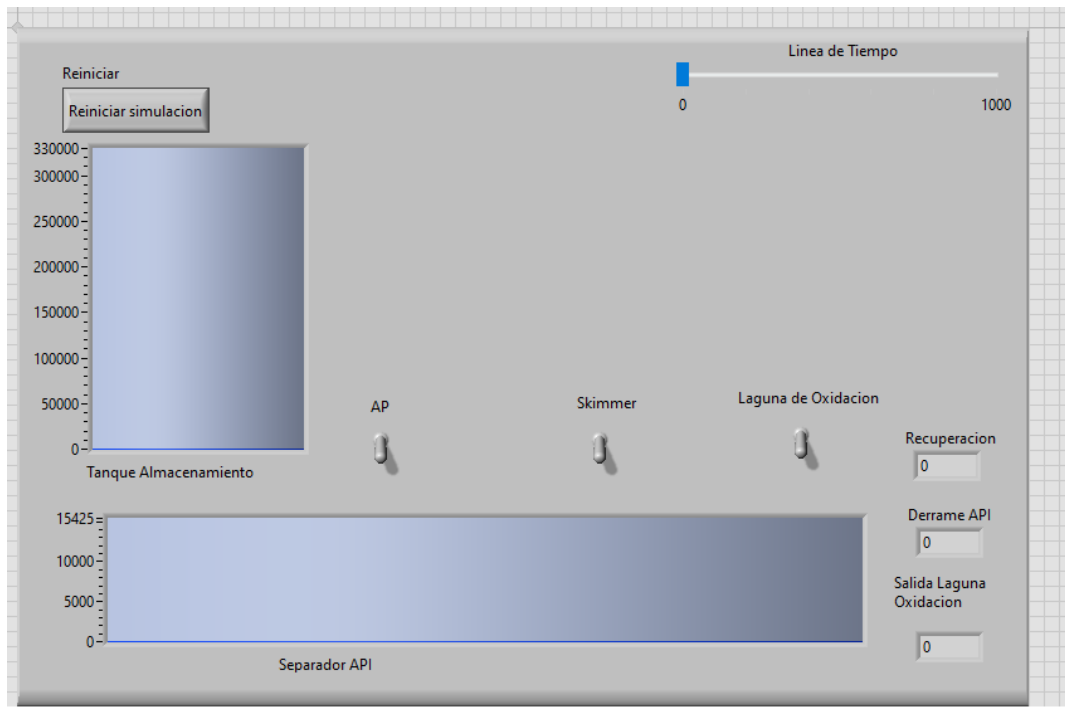 Linea de Tiempo
0
1000
Reiniciar
Reiniciar simulacion
330000
300000
250000
200000
150000
100000
50000
0
Tanque Almacenamiento
AP
Skimmer
Laguna de Oxidacion
Recuperacion
0
Derrame API
0
Salida Laguna
Oxidacion
0
15425
10000
5000
0
Separador API